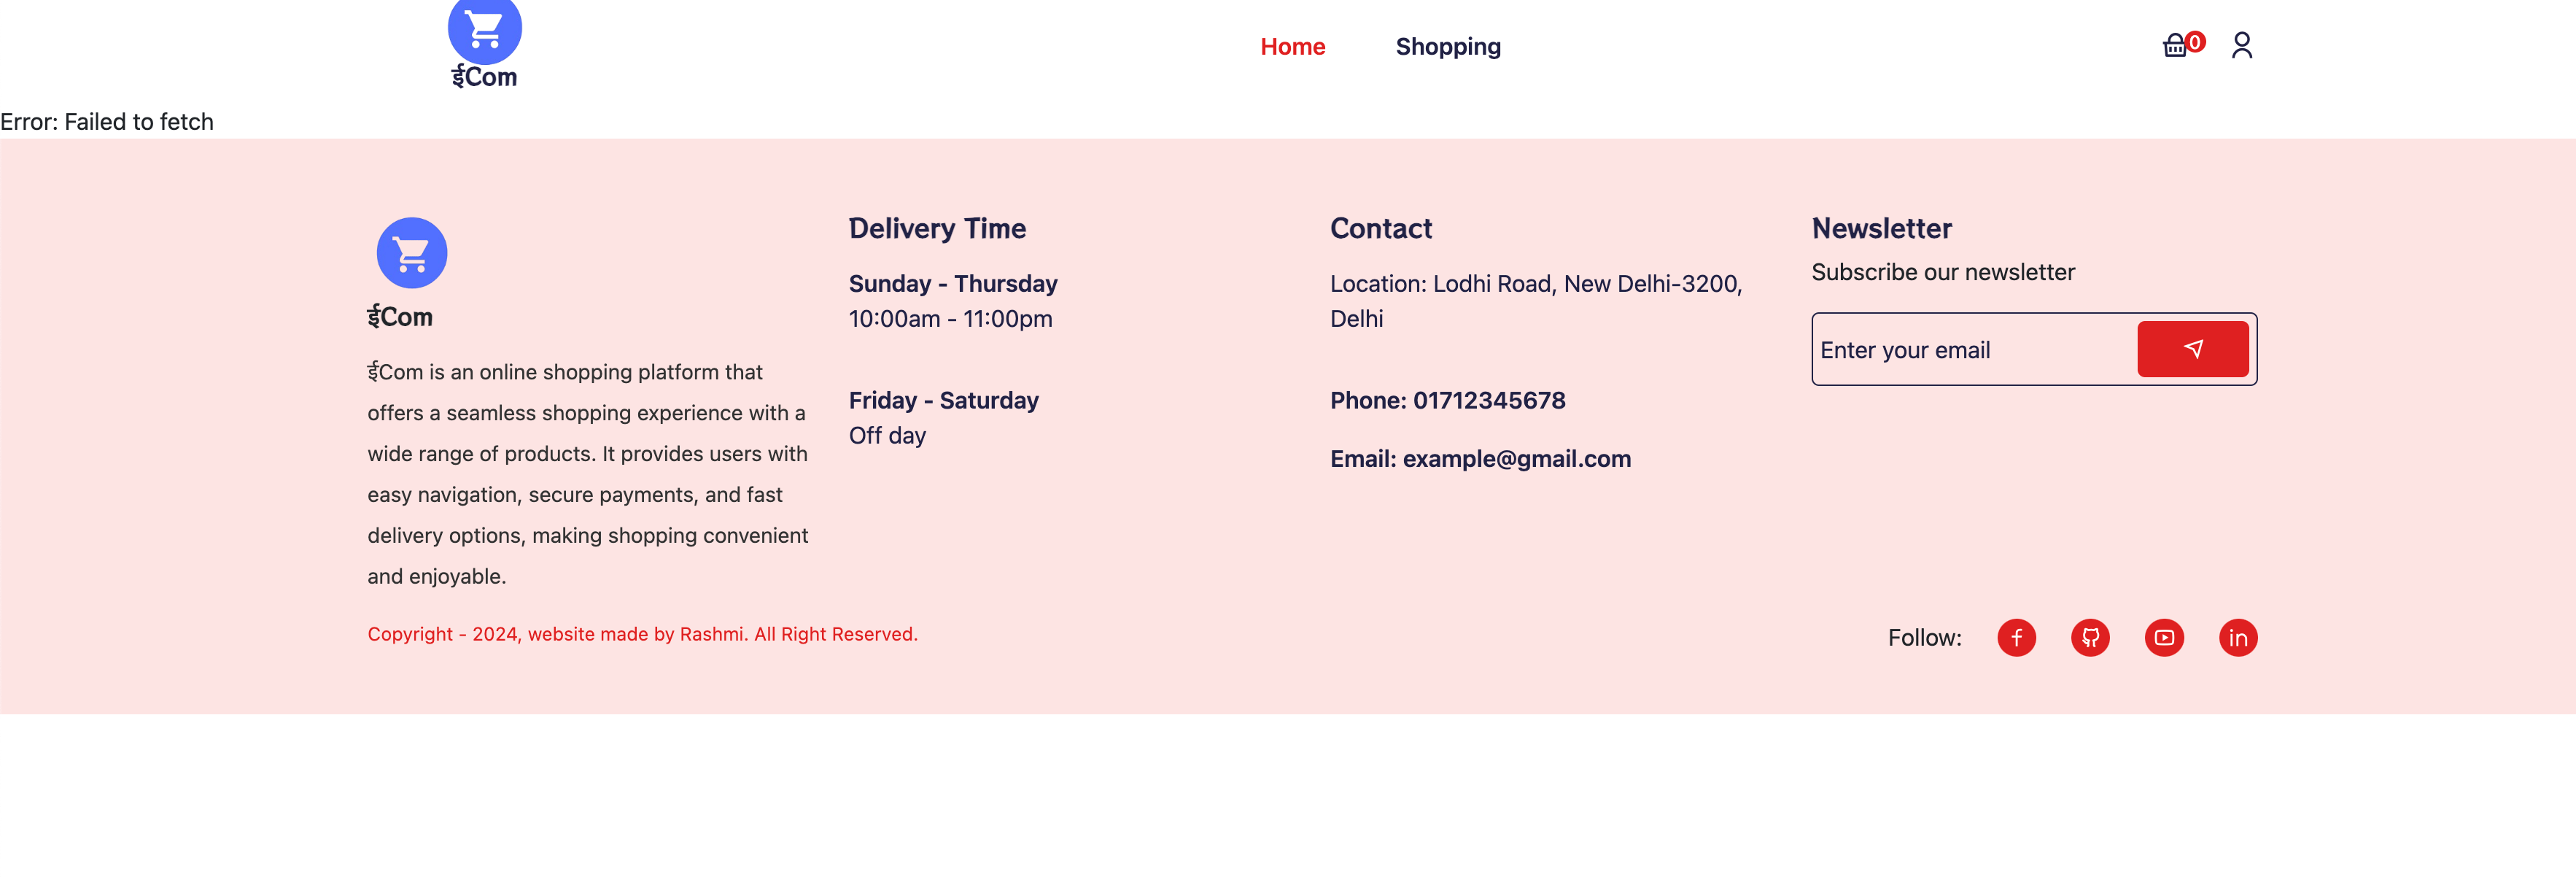 ईCom
Home
Shopping
0
Error: Failed to fetch
ईCom
ईCom is an online shopping platform that
offers a seamless shopping experience with a
wide range of products. It provides users with
easy navigation, secure payments, and fast
delivery options, making shopping convenient
and enjoyable.
Delivery Time
Sunday - Thursday
10:00am - 11:00pm
Friday - Saturday
Off day
Contact
Location: Lodhi Road, New Delhi-3200,
Delhi
Phone: 01712345678
Email: example@gmail.com
Newsletter
Subscribe our newsletter
Enter your email
Copyright - 2024, website made by Rashmi. All Right Reserved.
Follow: